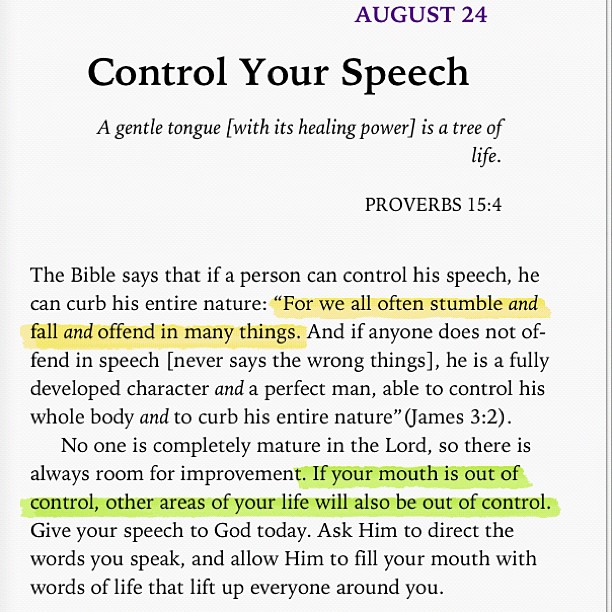 AUGUST 24
Control Your Speech
A gentle tongue [with its healing power] is a tree of
life.
PROVERBS 15:4
The Bible says that if a person can control his speech, he
can curb his entire nature: “For we all often stumble and
fall and offend in many things. And if anyone does not of-
fend in speech [never says the wrong things], he is a fully
developed character and a perfect man, able to control his
whole body and to curb his entire nature”(James 3:2).
No one is completely mature in the Lord, so there is
always room for improvement. If your mouth is out of
control, other areas of your life will also be out of control.
Give your speech to God today. Ask Him to direct the
words you speak, and allow Him to fill your mouth with
words of life that lift up everyone around you.